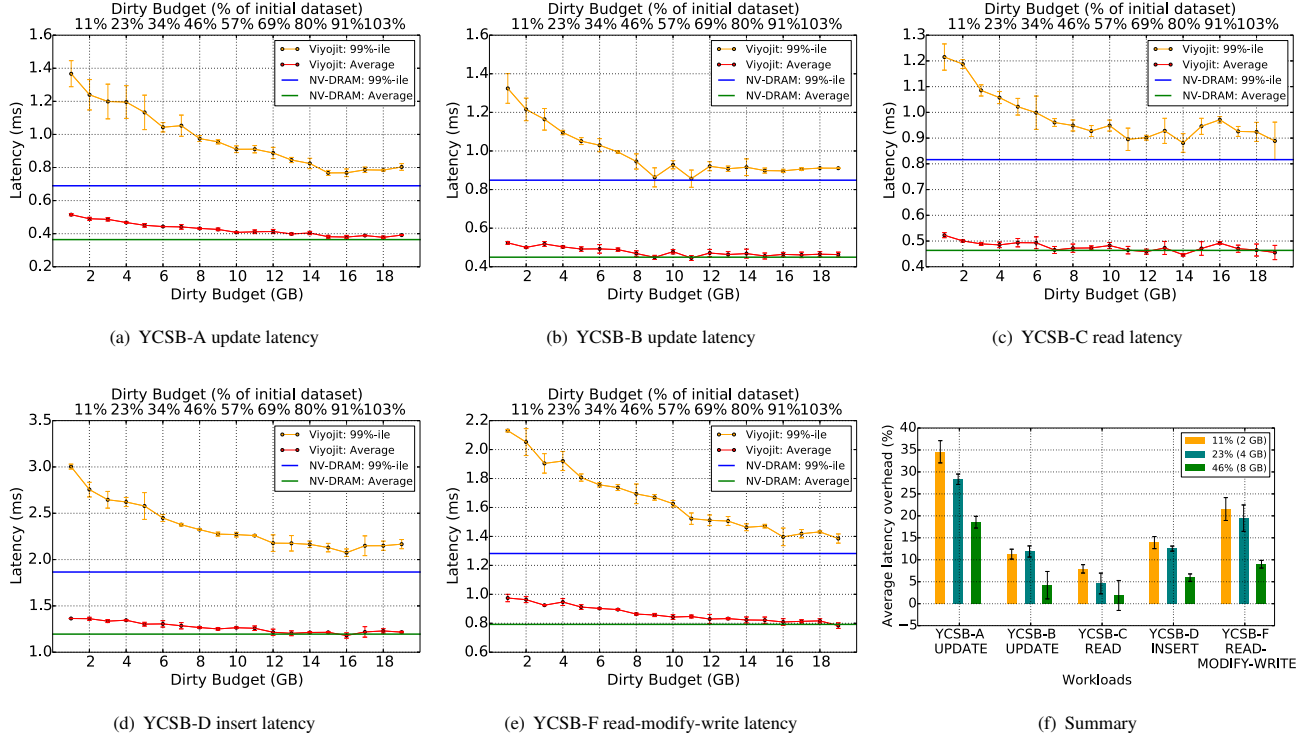 Dirty Budget (% of initial dataset)
11% 23% 34% 46% 57% 69% 80% 91% 103%
1.6
1.4
1.2
1.0
0.8
0.6
0.4
0.2
Latency (ms)
Viyojit: 99%-ile
Viyojit: Average
NV-DRAM: 99%-ile
NV-DRAM: Average
2 4 6 8 10 12 14 16 18
Dirty Budget (GB)
(a) YCSB-A update latency
Dirty Budget (% of initial dataset)
11% 23% 34% 46% 57% 69% 80% 91% 103%
1.6
1.4
1.2
1.0
0.8
0.6
0.4
Latency (ms)
Viyojit: 99%-ile
Viyojit: Average
NV-DRAM: 99%-ile
NV-DRAM: Average
2 4 6 8 10 12 14 16 18
Dirty Budget (GB)
(b) YCSB-B update latency
Dirty Budget (% of initial dataset)
11% 23% 34% 46% 57% 69% 80% 91% 103%
1.3
1.2
1.1
1.0
0.9
0.8
0.7
0.6
0.5
0.4
Latency (ms)
Viyojit: 99%-ile
Viyojit: Average
NV-DRAM: 99%-ile
NV-DRAM: Average
2 4 6 8 10 12 14 16 18
Dirty Budget (GB)
(c) YCSB-C read latency
Dirty Budget (% of initial dataset)
11% 23% 34% 46% 57% 69% 80% 91% 103%
3.5
3.0
2.5
2.0
1.5
1.0
Latency (ms)
Viyojit: 99%-ile
Viyojit: Average
NV-DRAM: 99%-ile
NV-DRAM: Average
2 4 6 8 10 12 14 16 18
Dirty Budget (GB)
(d) YCSB-D insert latency
Dirty Budget (% of initial dataset)
11% 23% 34% 46% 57% 69% 80% 91% 103%
2.2
2.0
1.8
1.6
1.4
1.2
1.0
0.8
0.6
Latency (ms)
Viyojit: 99%-ile
Viyojit: Average
NV-DRAM: 99%-ile
NV-DRAM: Average
2 4 6 8 10 12 14 16 18
Dirty Budget (GB)
(e) YCSB-F read-modify-write latency
40
35
30
25
20
15
10
5
0
−5
Average latency overhead (%)
11% (2 GB)
23% (4 GB)
46% (8 GB)
YCSB-A YCSB-B YCSB-C YCSB-D YCSB-F
UPDATE UPDATE READ INSERT READ-
MODIFY-WRITE
Workloads
(f) Summary